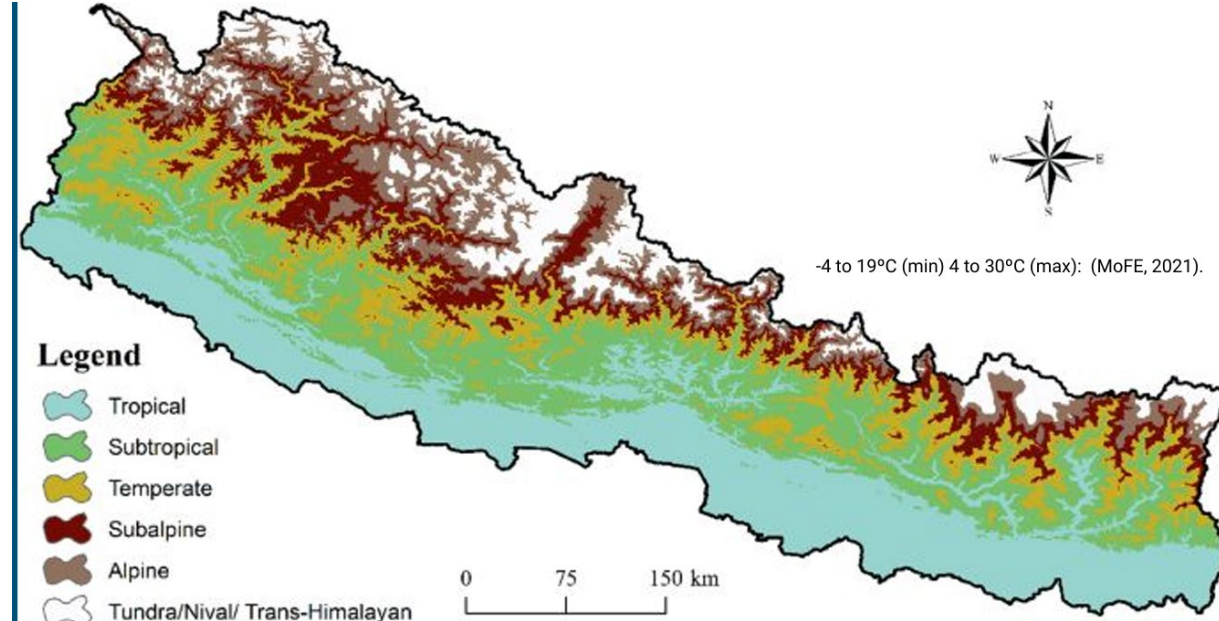 N
W E
S
-4 to 19ºC (min) 4 to 30ºC (max): (MoFE, 2021).
Legend
Tropical
Subtropical
Temperate
Subalpine
Alpine
Tundra/Nival/ Trans-Himalayan
0 75 150 km